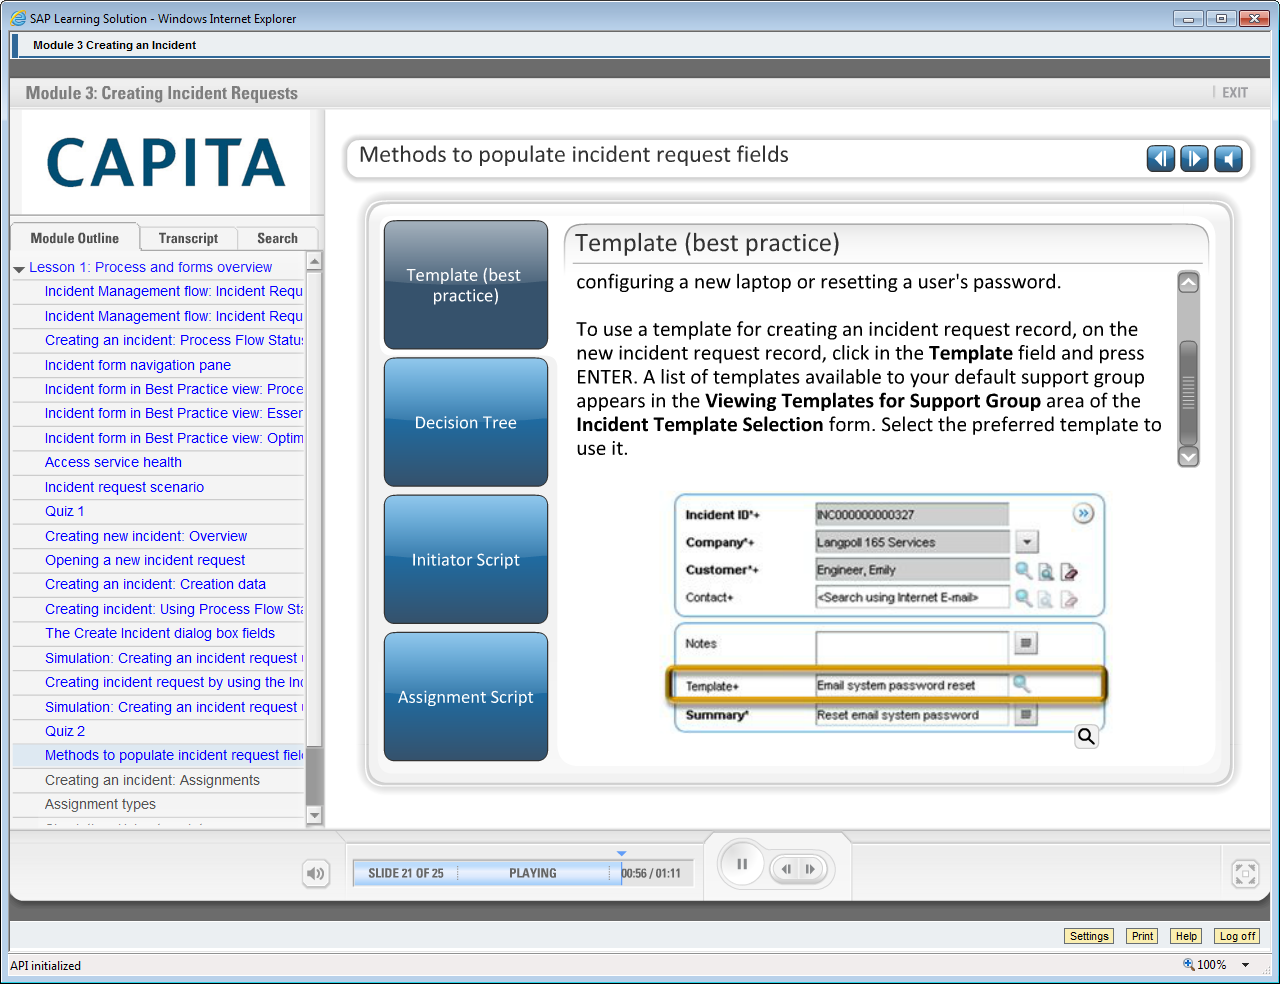 SAP Learning Solution - Windows Internet Explorer
Module 3 Creating an Incident
Module 3: Creating Incident Requests
EXIT
CAPITA
Methods to populate incident request fields
Module Outline
Transcript
Search
Lesson 1: Process and forms overview
Incident Management flow: Incident Requ
Incident Management flow: Incident Requ
Creating an incident: Process Flow Status
Incident form navigation pane
Incident form in Best Practice view: Proce
Incident form in Best Practice view: Essen
Incident form in Best Practice view: Optim
Access service health
Incident request scenario
Quiz 1
Creating new incident: Overview
Opening a new incident request
Creating an incident: Creation data
Creating incident: Using Process Flow Sta
The Create Incident dialog box fields
Simulation: Creating an incident request u
Creating incident request by using the Inc
Simulation: Creating an incident request u
Quiz 2
Methods to populate incident request field
Creating an incident: Assignments
Assignment types
Template (best practice)
Decision Tree
Initiator Script
Assignment Script
Template (best practice)
configuring a new laptop or resetting a user's password.
To use a template for creating an incident request record, on the
new incident request record, click in the Template field and press
ENTER. A list of templates available to your default support group
appears in the Viewing Templates for Support Group area of the
Incident Template Selection form. Select the preferred template to
use it.
Incident ID*+ INC000000000327
Company*+ Langpoll 165 Services
Customer*+ Engineer, Emily
Contact+ <Search using Internet E-mail>
Notes
Template+ Email system password reset
Summary* Reset email system password
SLIDE 21 OF 25 PLAYING 00:56 / 01:11
Settings Print Help Log off
API initialized
100%